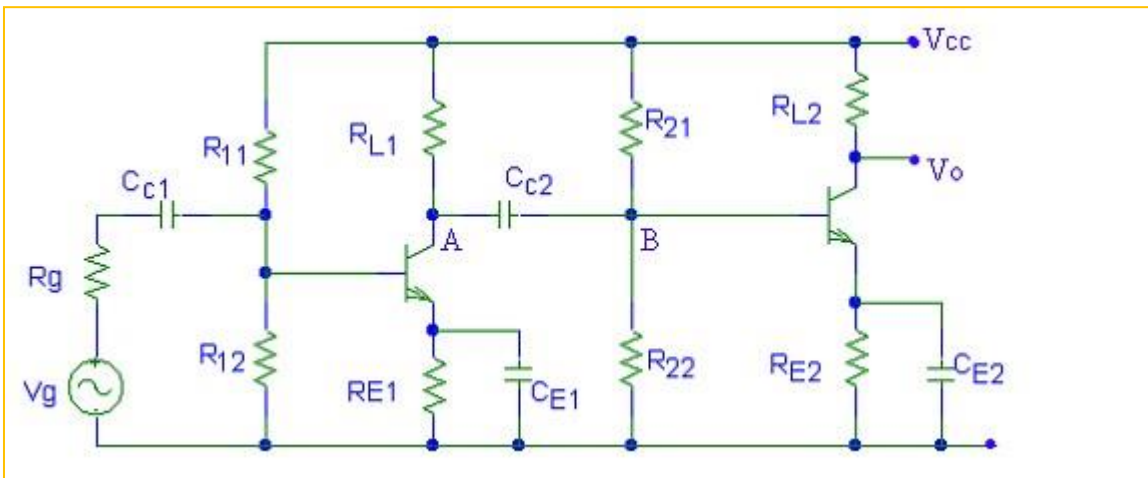 Vcc
RL2
R21
RL1
R11
Vo
Cc1
Cc2
A
B
Rg
R12
R22
RE2
CE2
Vg
RE1
CE1